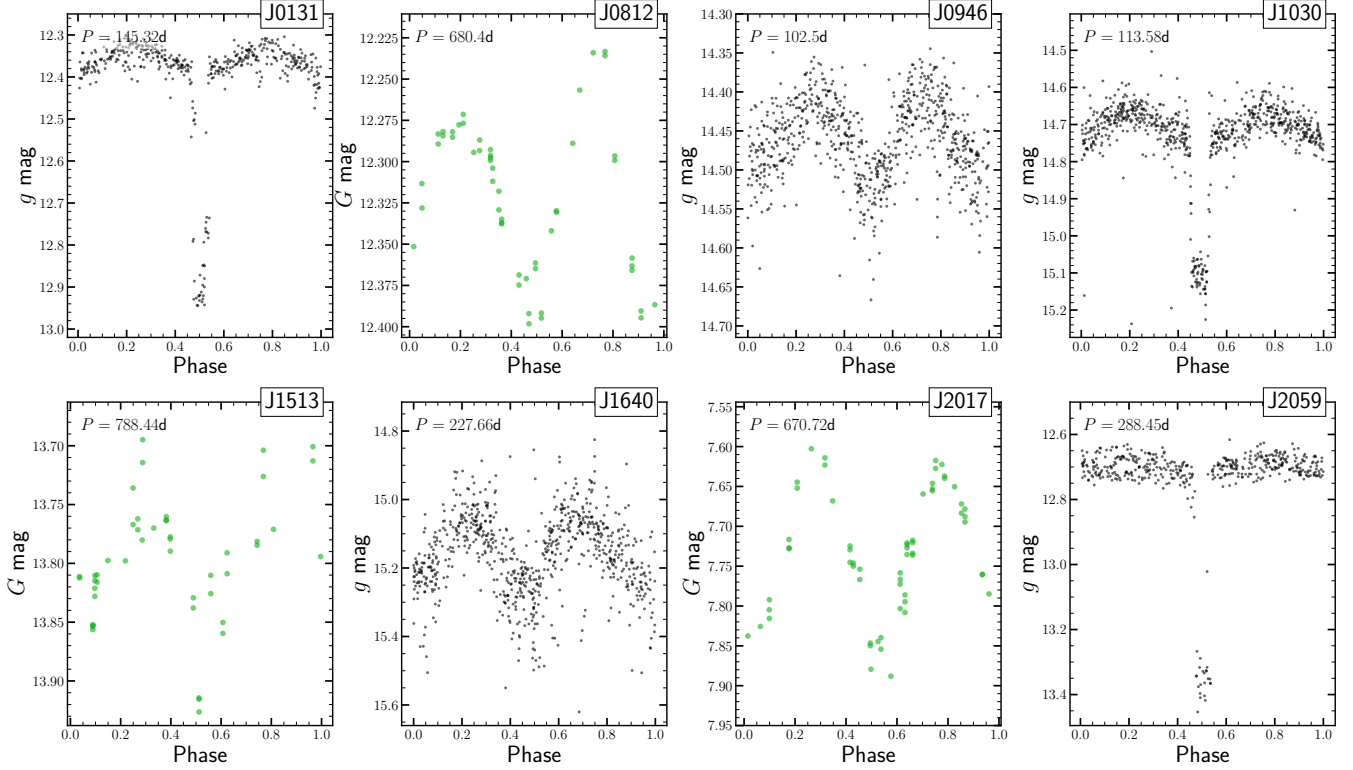 J0131
P = 145.32d
12.3
12.4
12.5
12.6
12.7
12.8
12.9
13.0
g mag
0.0 0.2 0.4 0.6 0.8 1.0
Phase
J0812
P = 680.4d
12.225
12.250
12.275
12.300
12.325
12.350
12.375
12.400
G mag
0.0 0.2 0.4 0.6 0.8 1.0
Phase
J0946
P = 102.5d
14.30
14.35
14.40
14.45
14.50
14.55
14.60
14.65
14.70
g mag
0.0 0.2 0.4 0.6 0.8 1.0
Phase
J1030
P = 113.58d
14.5
14.6
14.7
14.8
14.9
15.0
15.1
15.2
g mag
0.0 0.2 0.4 0.6 0.8 1.0
Phase
J1513
P = 788.44d
13.70
13.75
13.80
13.85
13.90
G mag
0.0 0.2 0.4 0.6 0.8 1.0
Phase
J1640
P = 227.66d
14.8
15.0
15.2
15.4
15.6
g mag
0.0 0.2 0.4 0.6 0.8 1.0
Phase
J2017
P = 670.72d
7.55
7.60
7.65
7.70
7.75
7.80
7.85
7.90
7.95
G mag
0.0 0.2 0.4 0.6 0.8 1.0
Phase
J2059
P = 288.45d
12.6
12.8
13.0
13.2
13.4
g mag
0.0 0.2 0.4 0.6 0.8 1.0
Phase